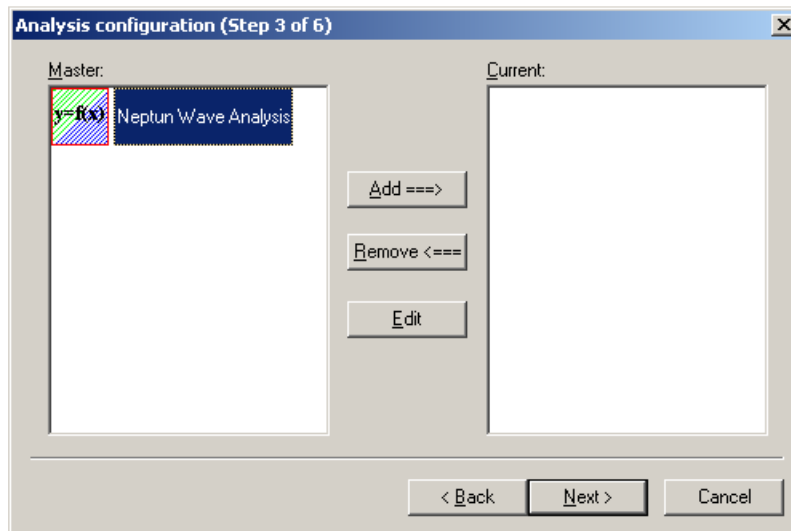 Analysis configuration (Step 3 of 6)
Master:
Current:
y=f(x)
Neptun Wave Analysis
Add ===>
Remove <===
Edit
< Back
Next >
Cancel